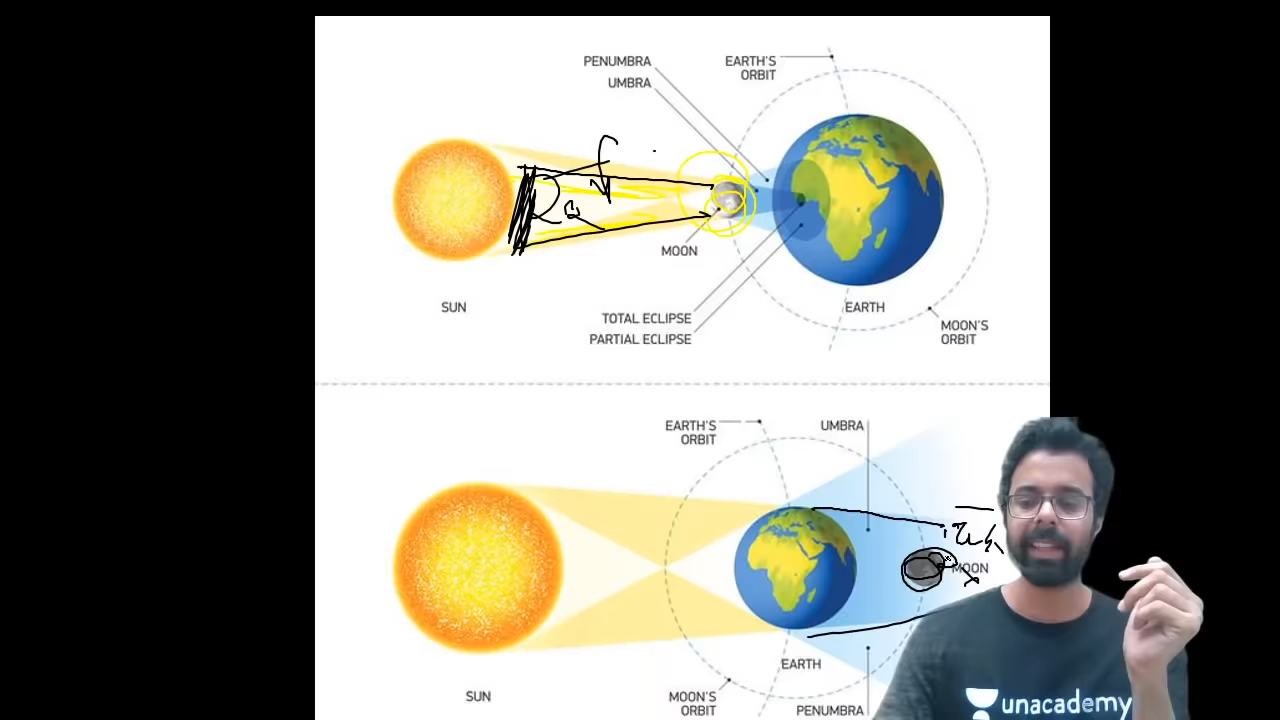 PENUMBRA
UMBRA
EARTH'S
ORBIT
MOON
SUN
EARTH
TOTAL ECLIPSE
PARTIAL ECLIPSE
MOON'S
ORBIT
EARTH'S
ORBIT
UMBRA
MOON
EARTH
SUN
MOON'S
ORBIT
PENUMBRA
unacademy